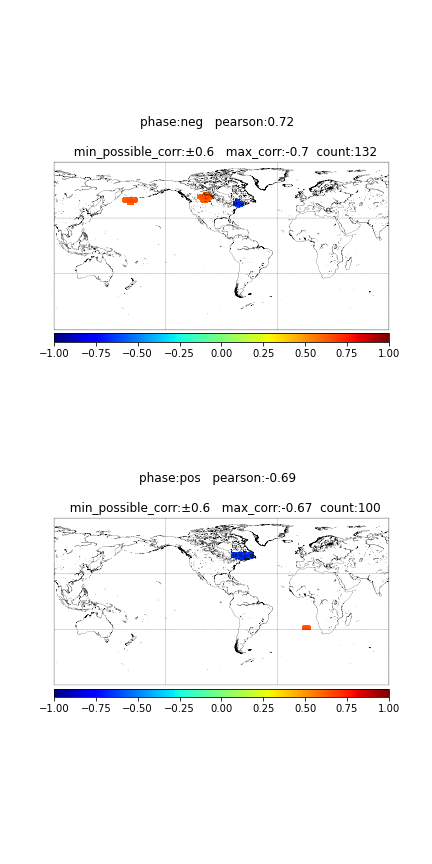 phase:neg   pearson:0.72
min_possible_corr:±0.6   max_corr:-0.7  count:132
−1.00 −0.75 −0.50 −0.25 0.00 0.25 0.50 0.75 1.00
phase:pos   pearson:-0.69
min_possible_corr:±0.6   max_corr:-0.67  count:100
−1.00 −0.75 −0.50 −0.25 0.00 0.25 0.50 0.75 1.00